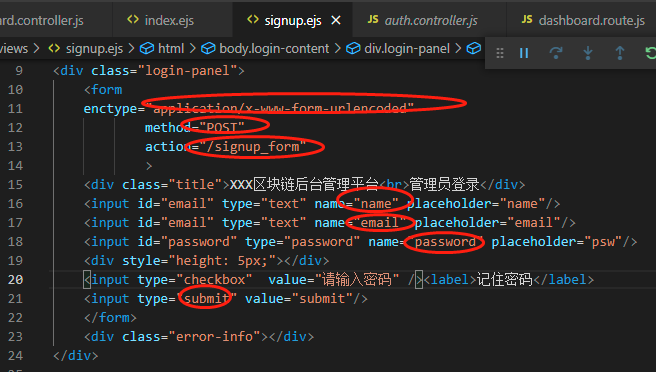 rd.controller.js index.ejs signup.ejs × JS auth.controller.js JS dashboard.route.js
views > signup.ejs > html > body.login-content > div.login-panel >
9 <div class="login-panel">
10 <form
11 enctype="application/x-www-form-urlencoded"
12 method="POST"
13 action="/signup_form"
14 >
15 <div class="title">XXX区块链后台管理平台<br>管理员登录</div>
16 <input id="email" type="text" name="name" placeholder="name"/>
17 <input id="email" type="text" name="email" placeholder="email"/>
18 <input id="password" type="password" name="password" placeholder="psw"/>
19 <div style="height: 5px;"></div>
20 <input type="checkbox" value="请输入密码" /><label>记住密码</label>
21 <input type="submit" value="submit"/>
22 </form>
23 <div class="error-info"></div>
24 </div>